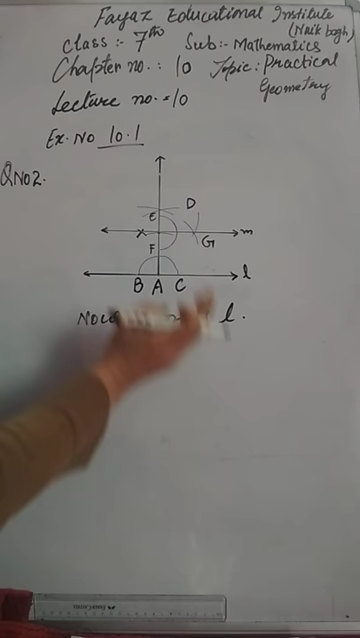 Fayaz Educational Institute
(Naik bagh)
Class:- 7th Sub:- Mathematics
Chapter no.: 10 Topic: Practical
Geometry
Lecture no. = 10
Ex. No 10.1
Q No 2.
E D
X G m
F
B A C l
l.